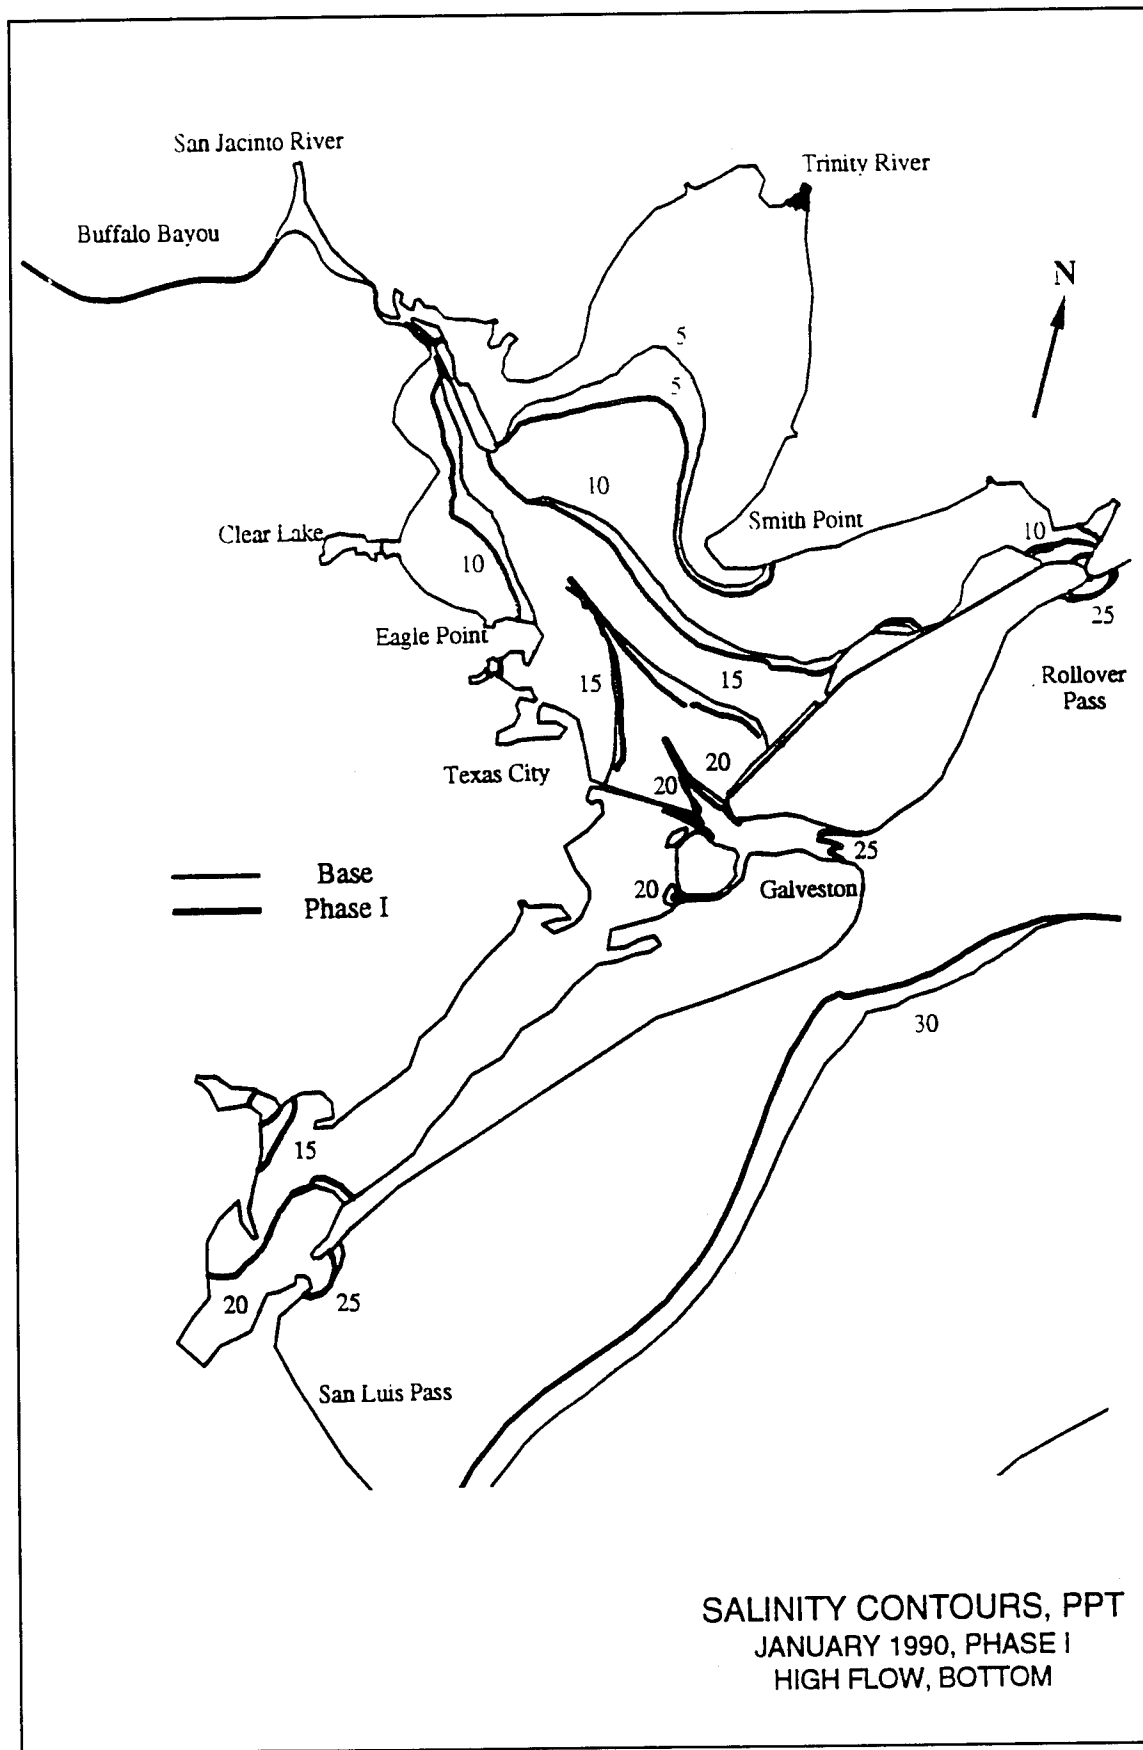 San Jacinto River
Trinity River
Buffalo Bayou
N
5
5
10
Smith Point
10
Clear Lake
10
25
Eagle Point
15
15
Rollover
Pass
Texas City
20
20
25
Base
20
Galveston
Phase I
30
15
20
25
San Luis Pass
SALINITY CONTOURS, PPT
JANUARY 1990, PHASE I
HIGH FLOW, BOTTOM